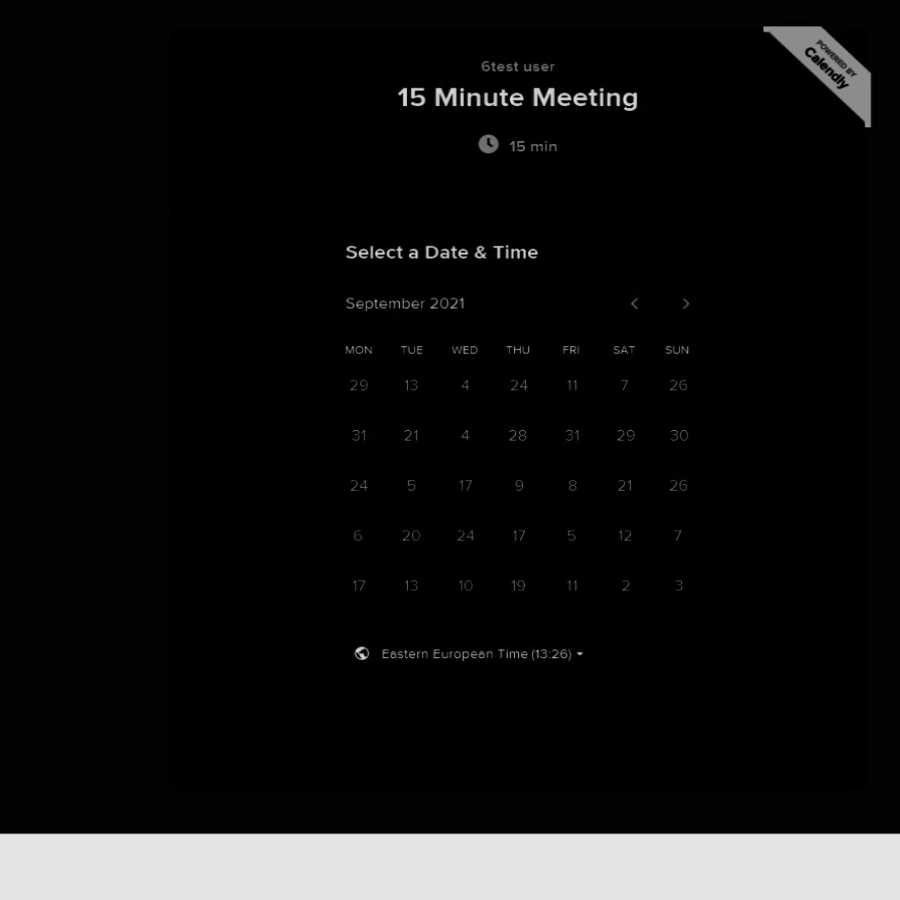 POWERED BY
Calendly
6test user
15 Minute Meeting
15 min
Select a Date & Time
September 2021
MON TUE WED THU FRI SAT SUN
29 13 4 24 11 7 26
31 21 4 28 31 29 30
24 5 17 9 8 21 26
6 20 24 17 5 12 7
17 13 10 19 11 2 3
Eastern European Time (13:26)